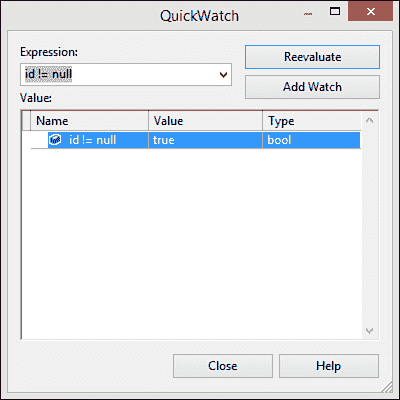 QuickWatch
Expression:
Reevaluate
id != null
Add Watch
Value:
Name Value Type
id != null true bool
Close Help